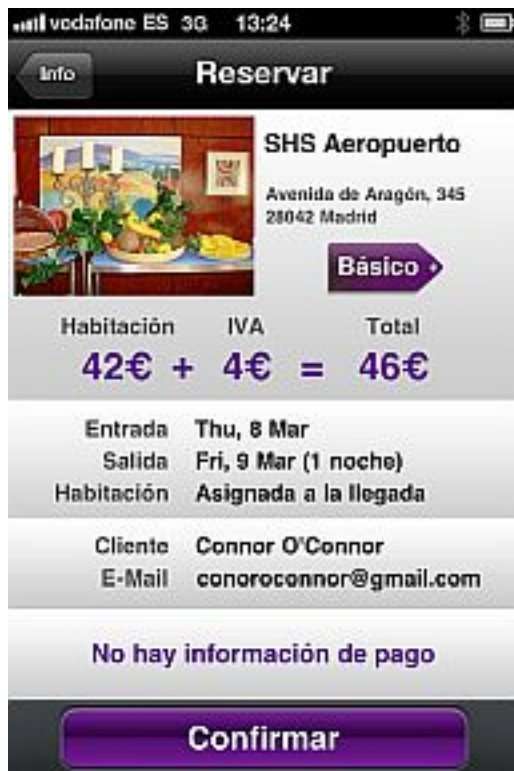 vodafone ES 3G 13:24
Info
Reservar
SHS Aeropuerto
Avenida de Aragón, 345
28042 Madrid
Básico +
Habitación IVA Total
42€ + 4€ = 46€
Entrada Thu, 8 Mar
Salida Fri, 9 Mar (1 noche)
Habitación Asignada a la llegada
Cliente Connor O'Connor
E-Mail conoroconnor@gmail.com
No hay información de pago
Confirmar